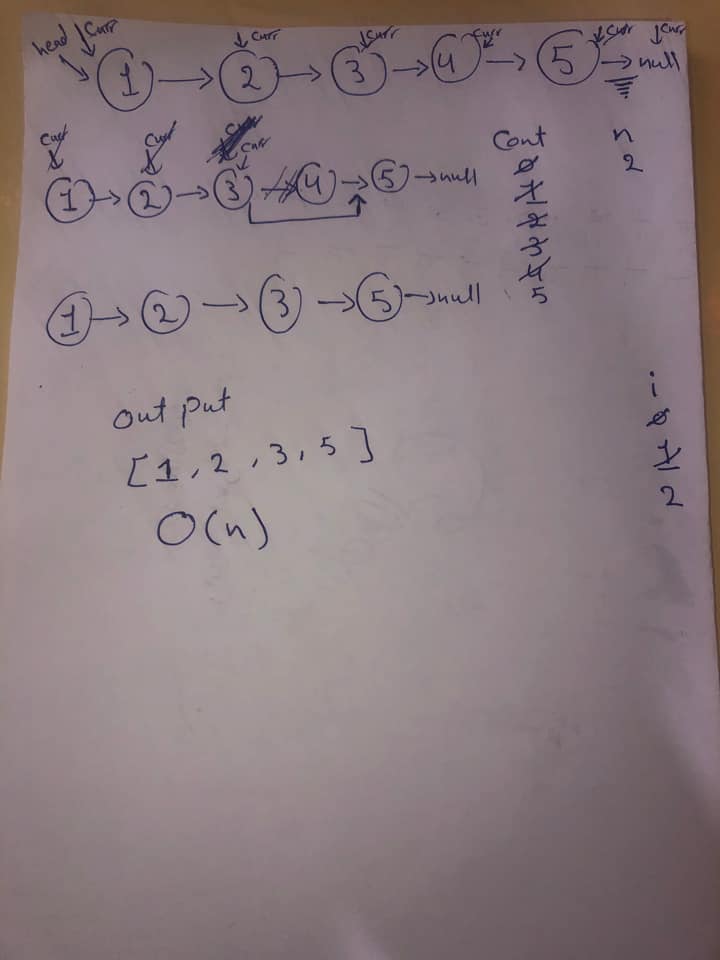 head curr curr curr curr curr curr
1 → 2 → 3 → 4 → 5 → null
curr curr curr curr
1 → 2 → 3 → 4 → 5 → null
Cont n
0 2
1
2
3
4
5
1 → 2 → 3 → 5 → null
i
0
1
2
out put
[1, 2, 3, 5]
O(n)